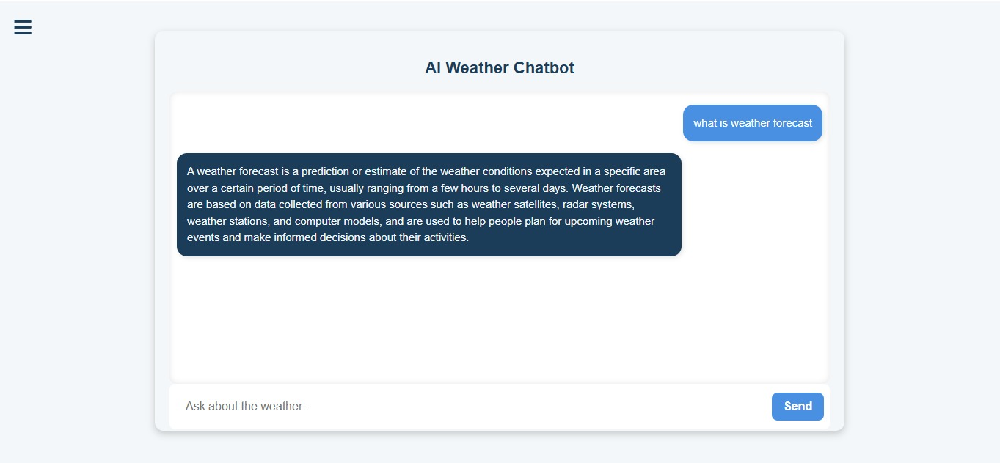 AI Weather Chatbot
what is weather forecast
A weather forecast is a prediction or estimate of the weather conditions expected in a specific area
over a certain period of time, usually ranging from a few hours to several days. Weather forecasts
are based on data collected from various sources such as weather satellites, radar systems,
weather stations, and computer models, and are used to help people plan for upcoming weather
events and make informed decisions about their activities.
Ask about the weather...
Send